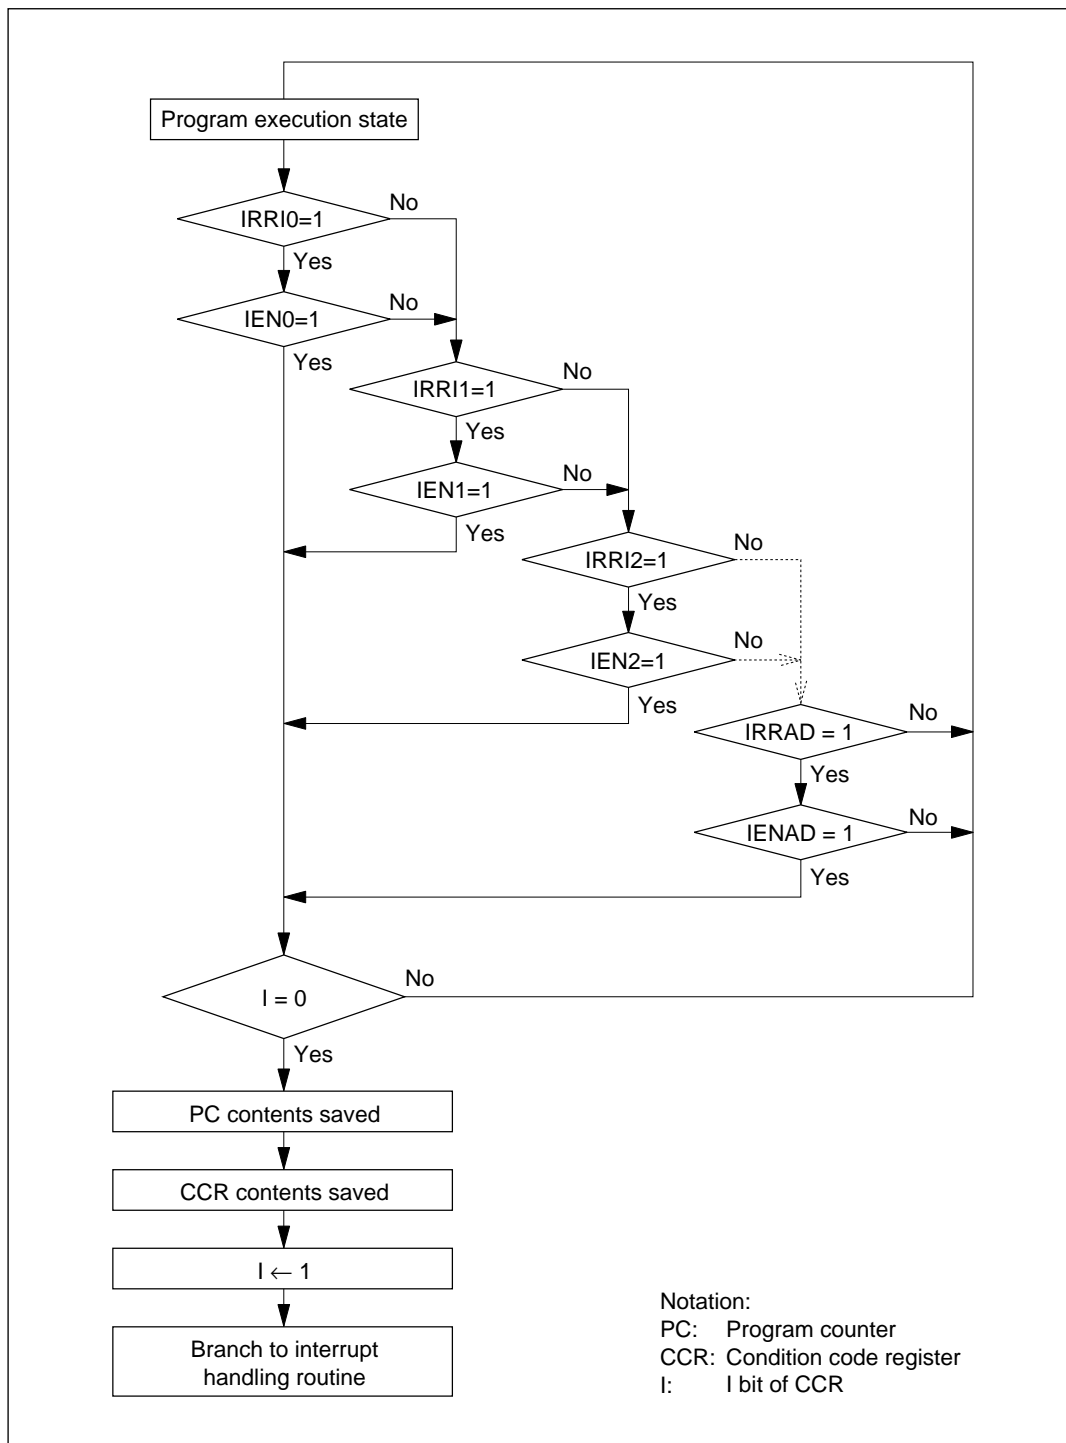 Program execution state
IRRI0=1
No
Yes
IEN0=1
No
Yes
IRRI1=1
No
Yes
IEN1=1
No
Yes
IRRI2=1
No
Yes
IEN2=1
No
Yes
IRRAD = 1
No
Yes
IENAD = 1
No
Yes
I = 0
No
Yes
PC contents saved
CCR contents saved
I ← 1
Branch to interrupt
handling routine
Notation:
PC: Program counter
CCR: Condition code register
I: I bit of CCR